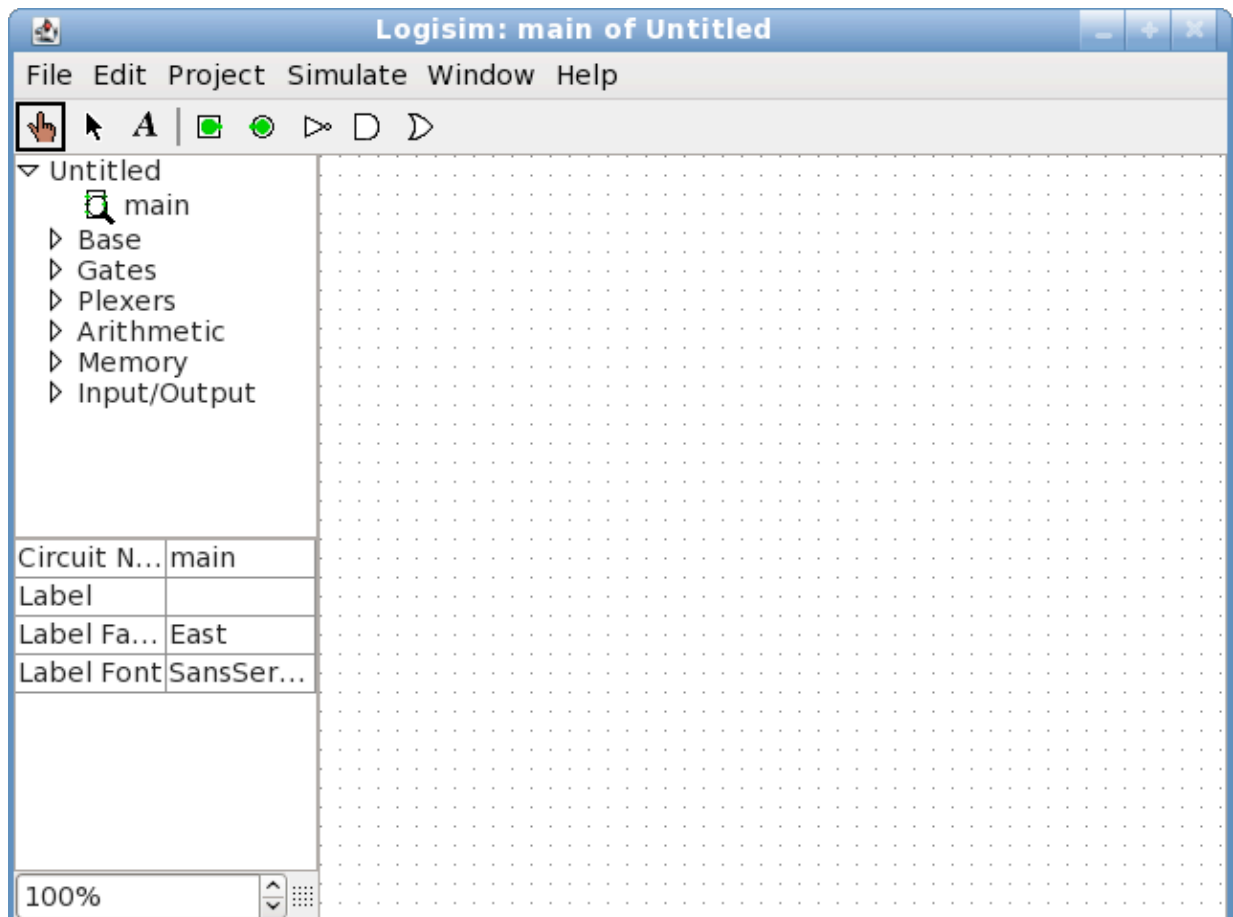 Logisim: main of Untitled
File Edit Project Simulate Window Help
A
Untitled
main
Base
Gates
Plexers
Arithmetic
Memory
Input/Output
Circuit N... main
Label
Label Fa... East
Label Font SansSer...
100%